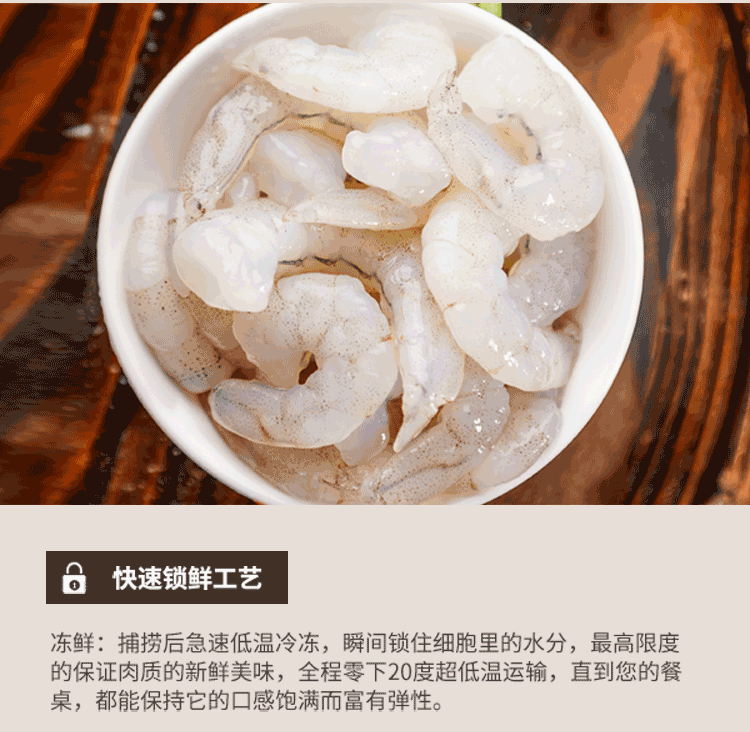 快速锁鲜工艺
冻鲜：捕捞后急速低温冷冻，瞬间锁住细胞里的水分，最高限度
的保证肉质的新鲜美味，全程零下20度超低温运输，直到您的餐
桌，都能保持它的口感饱满而富有弹性。